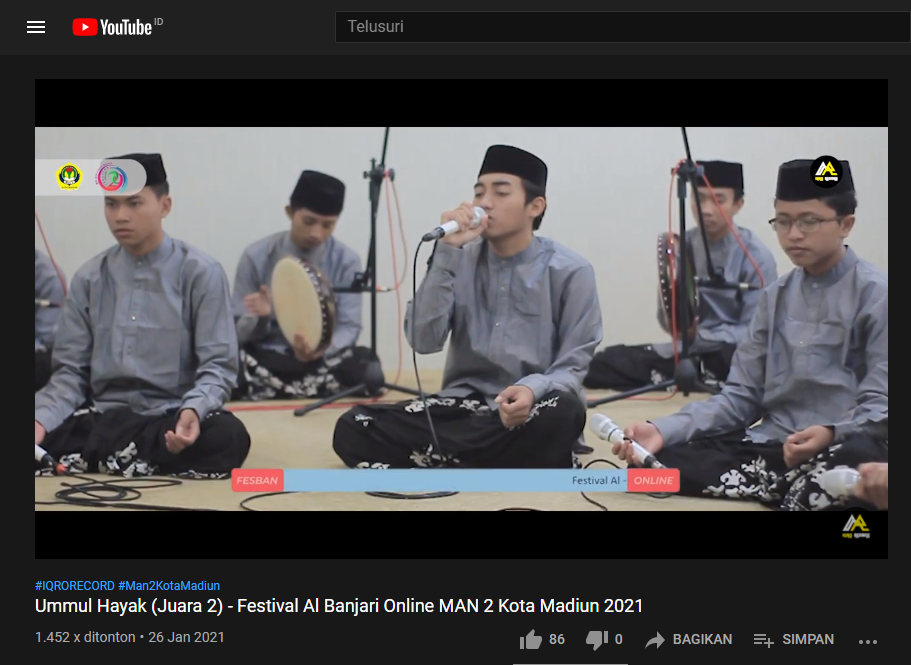 YouTube ID
Telusuri
2
FESBAN
Festival Al -
ONLINE
#IQRORECORD #Man2KotaMadiun
Ummul Hayak (Juara 2) - Festival Al Banjari Online MAN 2 Kota Madiun 2021
1.452 x ditonton • 26 Jan 2021
86
0
BAGIKAN
SIMPAN